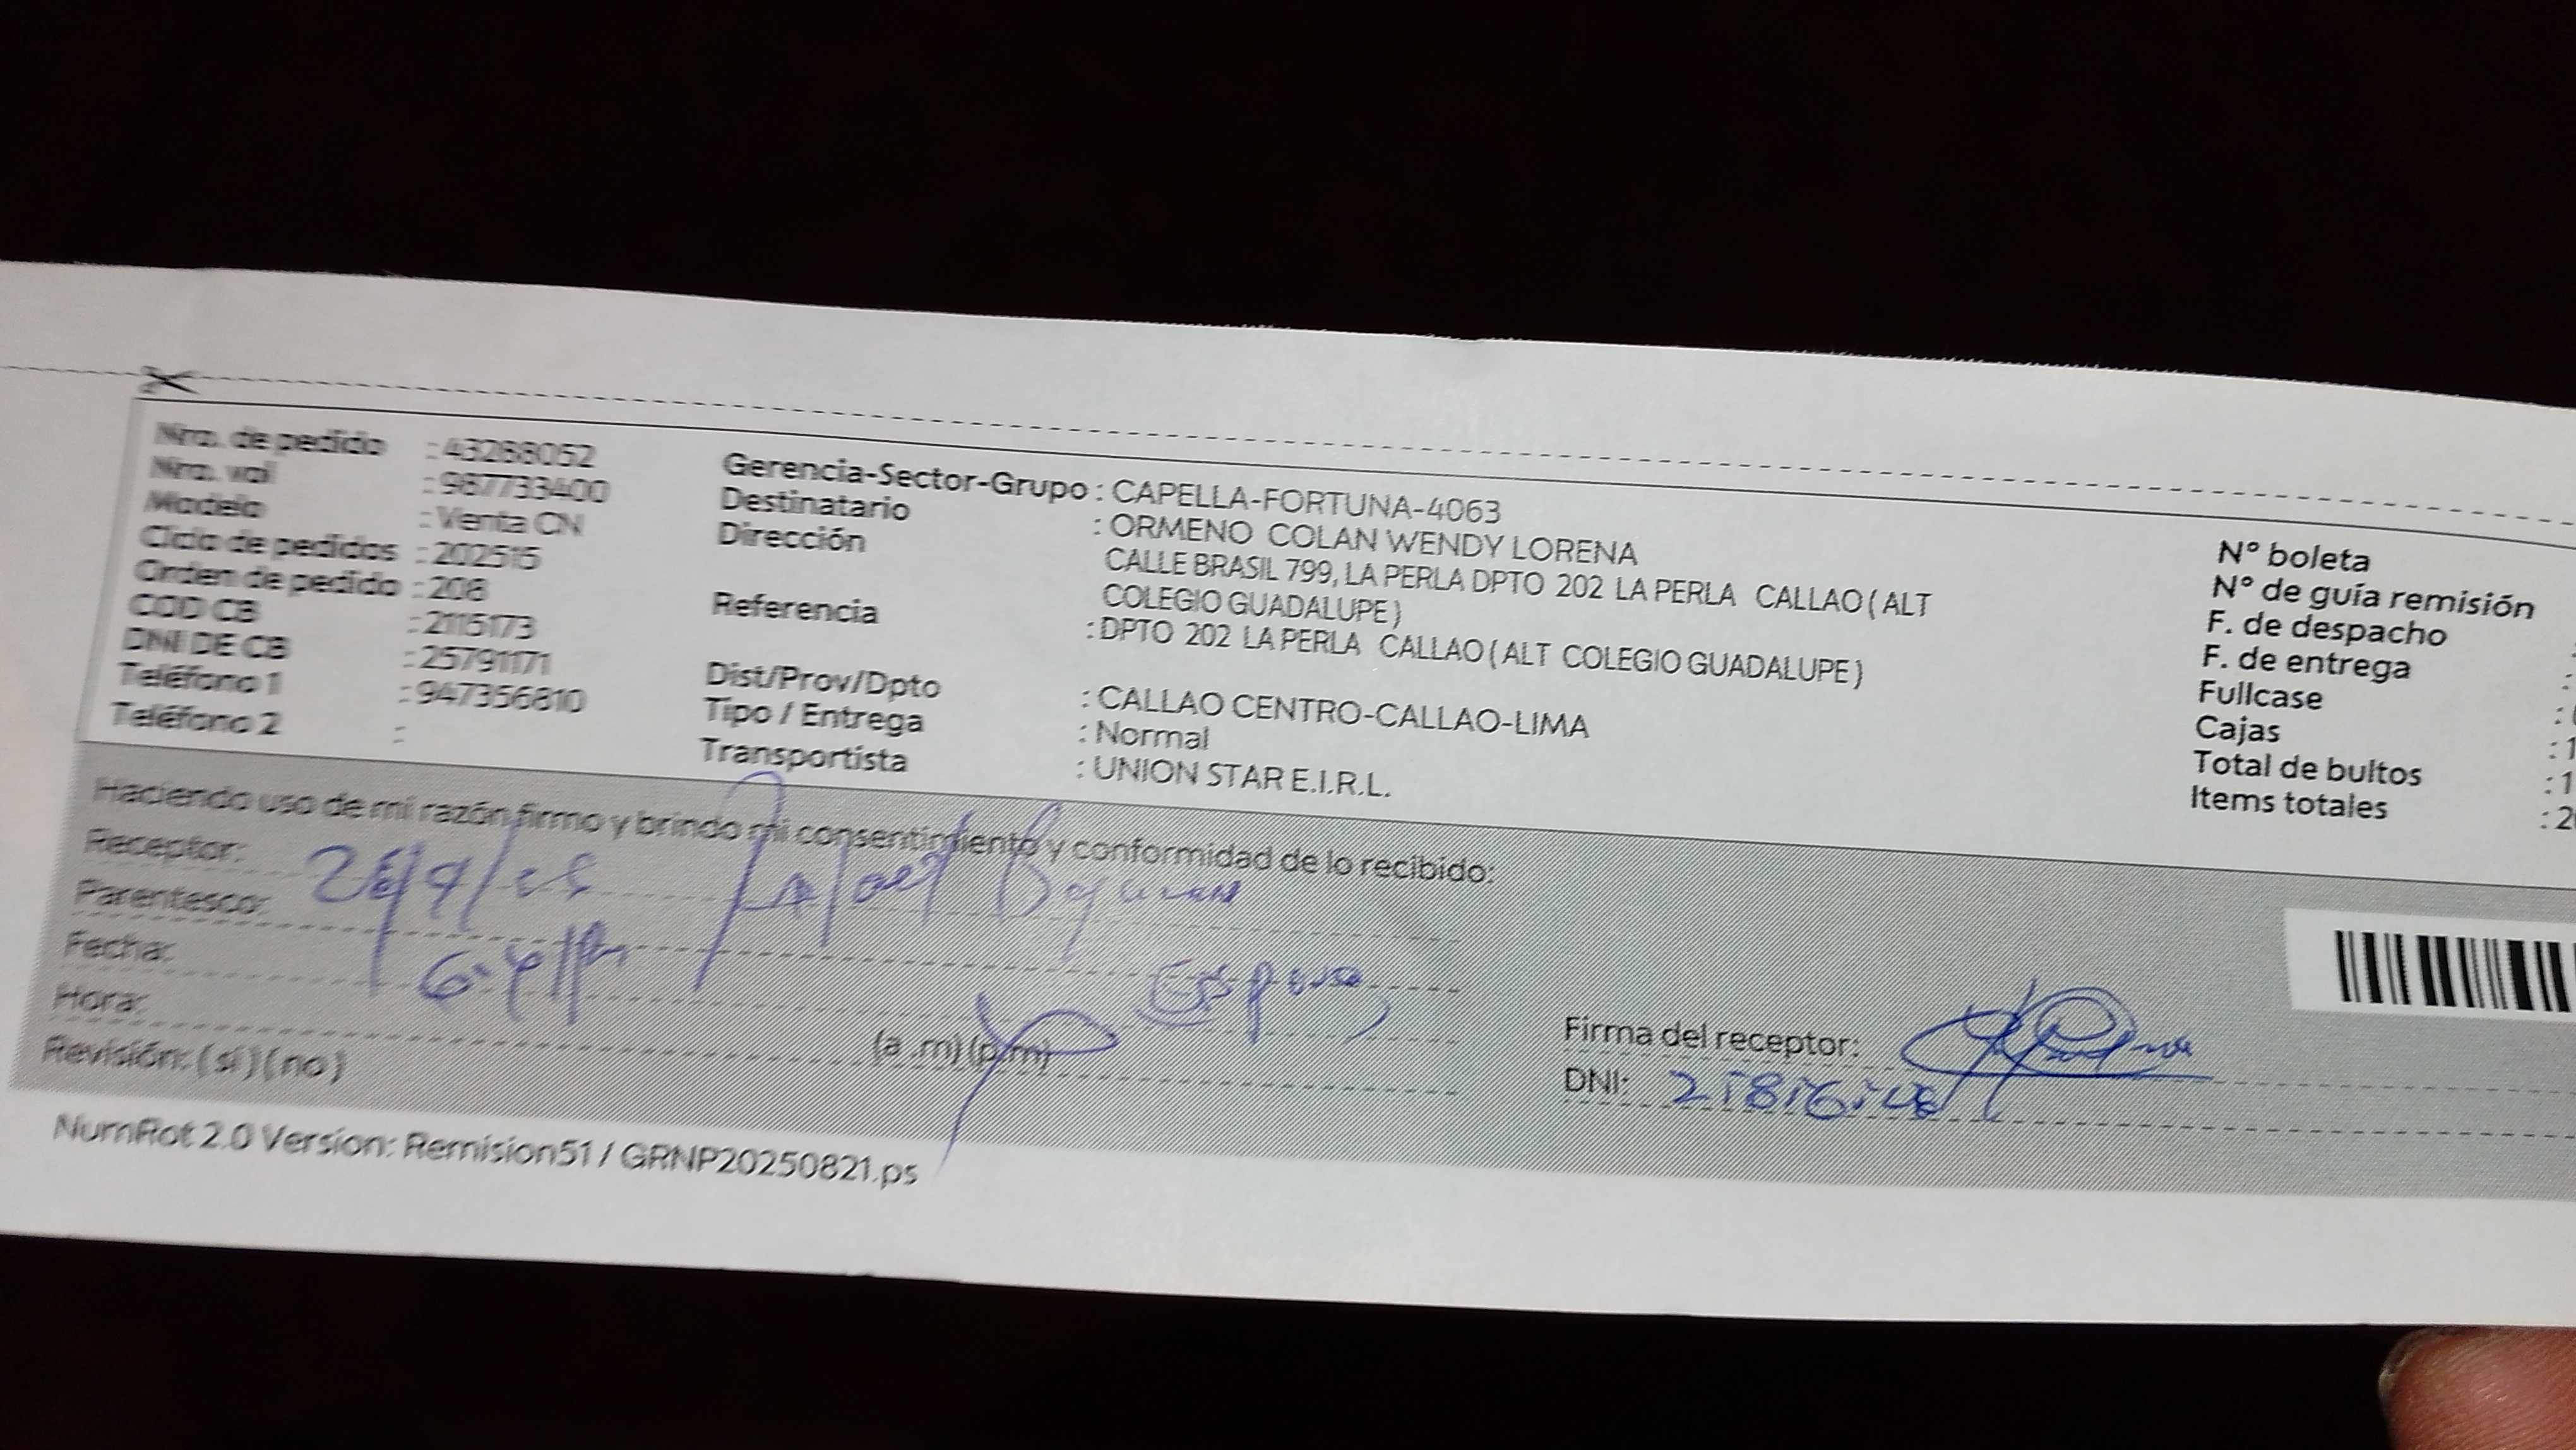 Nro. de pedido : 43288052
Nro. val : 987733400
Modelo : Venta CN
Ciclo de pedidos : 202515
Orden de pedido : 208
COD CB : 2115173
DNI DE CB : 25791171
Teléfono 1 : 947356810
Teléfono 2 :
Gerencia-Sector-Grupo : CAPELLA-FORTUNA-4063
Destinatario : ORMENO COLAN WENDY LORENA
Dirección CALLE BRASIL 799, LA PERLA DPTO 202 LA PERLA CALLAO ( ALT
COLEGIO GUADALUPE )
Referencia : DPTO 202 LA PERLA CALLAO ( ALT COLEGIO GUADALUPE )
Dist/Prov/Dpto : CALLAO CENTRO-CALLAO-LIMA
Tipo / Entrega : Normal
Transportista : UNION STAR E.I.R.L.
N° boleta
N° de guía remisión
F. de despacho :
F. de entrega :
Fullcase :
Cajas : 1
Total de bultos : 1
Items totales : 2
Haciendo uso de mi razón firmo y brindo mi consentimiento y conformidad de lo recibido:
Receptor:
Parentesco:
Fecha:
Hora: (a .m) (p.m)
Revisión: ( sí ) ( no )
Esposo
Firma del receptor:
DNI:
NumRot 2.0 Version: Remision51 / GRNP20250821.ps